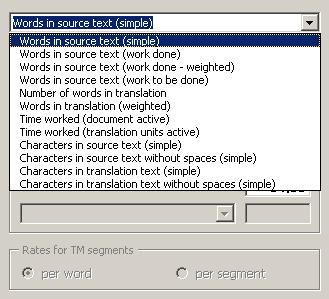 Words in source text (simple)
Words in source text (simple)
Words in source text (work done)
Words in source text (work done - weighted)
Words in source text (work to be done)
Number of words in translation
Words in translation (weighted)
Time worked (document active)
Time worked (translation units active)
Characters in source text (simple)
Characters in source text without spaces (simple)
Characters in translation text (simple)
Characters in translation text without spaces (simple)
Rates for TM segments
per word
per segment